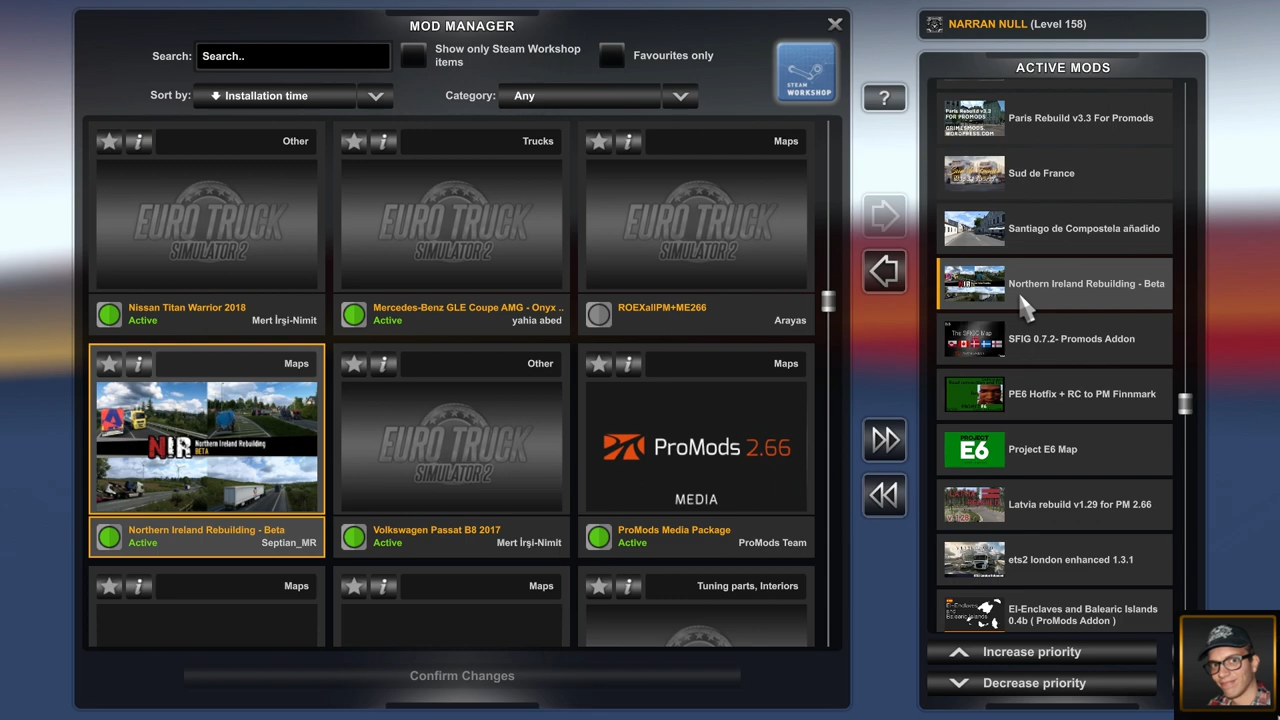 MOD MANAGER
Search:
Search..
Show only Steam Workshop
items
Favourites only
STEAM
WORKSHOP
Sort by:
Installation time
Category:
Any
Other
EURO TRUCK
SIMULATOR 2
Nissan Titan Warrior 2018
Active
Mert İrşi-Nimit
Trucks
EURO TRUCK
SIMULATOR 2
Mercedes-Benz GLE Coupe AMG - Onyx ..
Active
yahia abed
Maps
EURO TRUCK
SIMULATOR 2
ROEXallPM+ME266
Arayas
Maps
NIR Northern Ireland Rebuilding
BETA
Northern Ireland Rebuilding - Beta
Active
Septian_MR
Other
EURO TRUCK
SIMULATOR 2
Volkswagen Passat B8 2017
Active
Mert İrşi-Nimit
Maps
ProMods 2.66
MEDIA
ProMods Media Package
Active
ProMods Team
Maps
Maps
Tuning parts, Interiors
?
NARRAN NULL (Level 158)
ACTIVE MODS
Paris Rebuild v3.3 For Promods
Sud de France
Santiago de Compostela añadido
Northern Ireland Rebuilding - Beta
SFIG 0.7.2- Promods Addon
PE6 Hotfix + RC to PM Finnmark
PROJECT
E6
Project E6 Map
Latvia rebuild v1.29 for PM 2.66
ets2 london enhanced 1.3.1
El-Enclaves and Balearic Islands
0.4b ( ProMods Addon )
Increase priority
Decrease priority
Confirm Changes